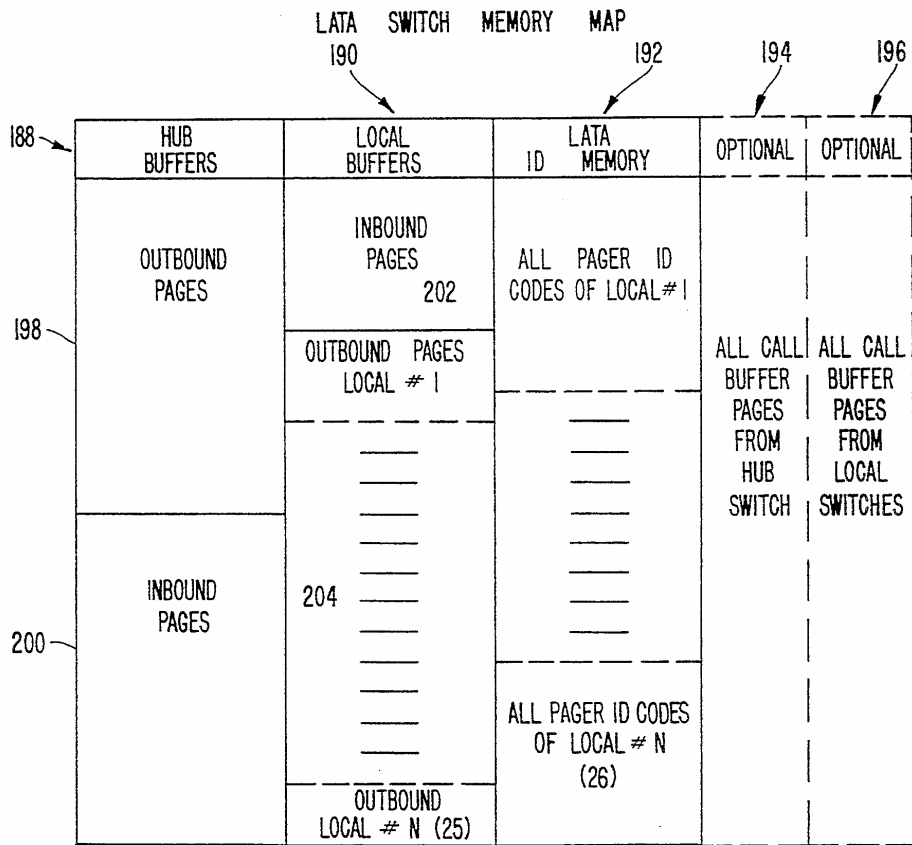 LATA SWITCH MEMORY MAP
190
192
194
196
188
HUB
BUFFERS
LOCAL
BUFFERS
LATA
ID MEMORY
OPTIONAL
OPTIONAL
OUTBOUND
PAGES
198
INBOUND
PAGES
200
INBOUND
PAGES
202
OUTBOUND PAGES
LOCAL # 1
204
OUTBOUND
LOCAL # N (25)
ALL PAGER ID
CODES OF LOCAL # 1
ALL PAGER ID CODES
OF LOCAL # N
(26)
ALL CALL
BUFFER
PAGES
FROM
HUB
SWITCH
ALL CALL
BUFFER
PAGES
FROM
LOCAL
SWITCHES